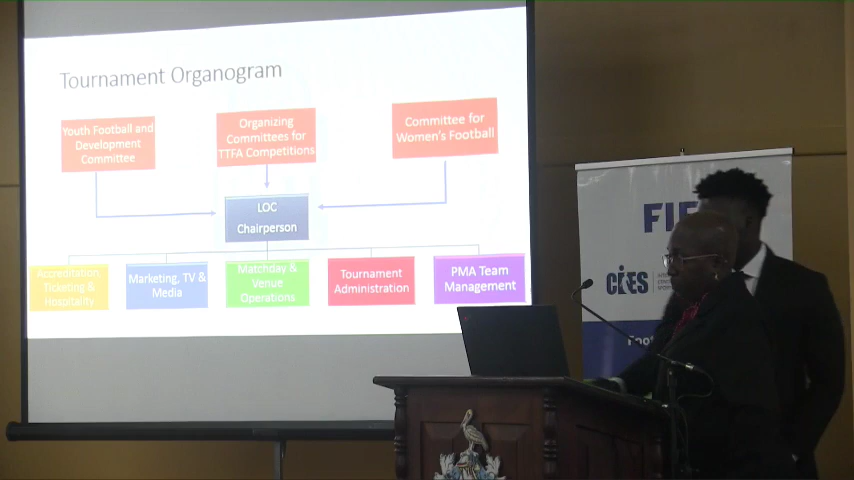 Tournament Organogram
Youth Football and
Development
Committee
Organizing
Committees for
TTFA Competitions
Committee for
Women's Football
LOC
Chairperson
Accreditation,
Ticketing &
Hospitality
Marketing, TV &
Media
Matchday &
Venue
Operations
Tournament
Administration
PMA Team
Management
FIF
CIES
Foot